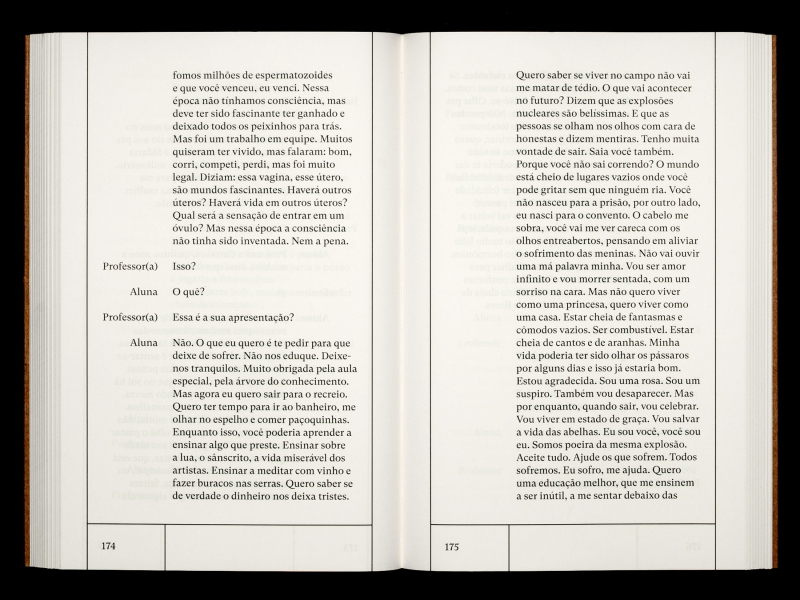 fomos milhões de espermatozoides
e que você venceu, eu venci. Nessa
época não tínhamos consciência, mas
deve ter sido fascinante ter ganhado e
deixado todos os peixinhos para trás.
Mas foi um trabalho em equipe. Muitos
quiseram ter vivido, mas falaram: bom,
corri, competi, perdi, mas foi muito
legal. Diziam: essa vagina, esse útero,
são mundos fascinantes. Haverá outros
úteros? Haverá vida em outros úteros?
Qual será a sensação de entrar em um
óvulo? Mas nessa época a consciência
não tinha sido inventada. Nem a pena.
Professor(a) Isso?
Aluna O quê?
Professor(a) Essa é a sua apresentação?
Aluna Não. O que eu quero é te pedir para que
deixe de sofrer. Não nos eduque. Deixe-
nos tranquilos. Muito obrigada pela aula
especial, pela árvore do conhecimento.
Mas agora eu quero sair para o recreio.
Quero ter tempo para ir ao banheiro, me
olhar no espelho e comer paçoquinhas.
Enquanto isso, você poderia aprender a
ensinar algo que preste. Ensinar sobre
a lua, o sânscrito, a vida miserável dos
artistas. Ensinar a meditar com vinho e
fazer buracos nas serras. Quero saber se
de verdade o dinheiro nos deixa tristes.
174
Quero saber se viver no campo não vai
me matar de tédio. O que vai acontecer
no futuro? Dizem que as explosões
nucleares são belíssimas. E que as
pessoas se olham nos olhos com cara de
honestas e dizem mentiras. Tenho muita
vontade de sair. Saia você também.
Porque você não sai correndo? O mundo
está cheio de lugares vazios onde você
pode gritar sem que ninguém ria. Você
não nasceu para a prisão, por outro lado,
eu nasci para o convento. O cabelo me
sobra, você vai me ver careca com os
olhos entreabertos, pensando em aliviar
o sofrimento das meninas. Não vai ouvir
uma má palavra minha. Vou ser amor
infinito e vou morrer sentada, com um
sorriso na cara. Mas não quero viver
como uma princesa, quero viver como
uma casa. Estar cheia de fantasmas e
cômodos vazios. Ser combustível. Estar
cheia de cantos e de aranhas. Minha
vida poderia ter sido olhar os pássaros
por alguns dias e isso já estaria bom.
Estou agradecida. Sou uma rosa. Sou um
suspiro. Também vou desaparecer. Mas
por enquanto, quando sair, vou celebrar.
Vou viver em estado de graça. Vou salvar
a vida das abelhas. Eu sou você, você sou
eu. Somos poeira da mesma explosão.
Aceite tudo. Ajude os que sofrem. Todos
sofremos. Eu sofro, me ajuda. Quero
uma educação melhor, que me ensinem
a ser inútil, a me sentar debaixo das
175